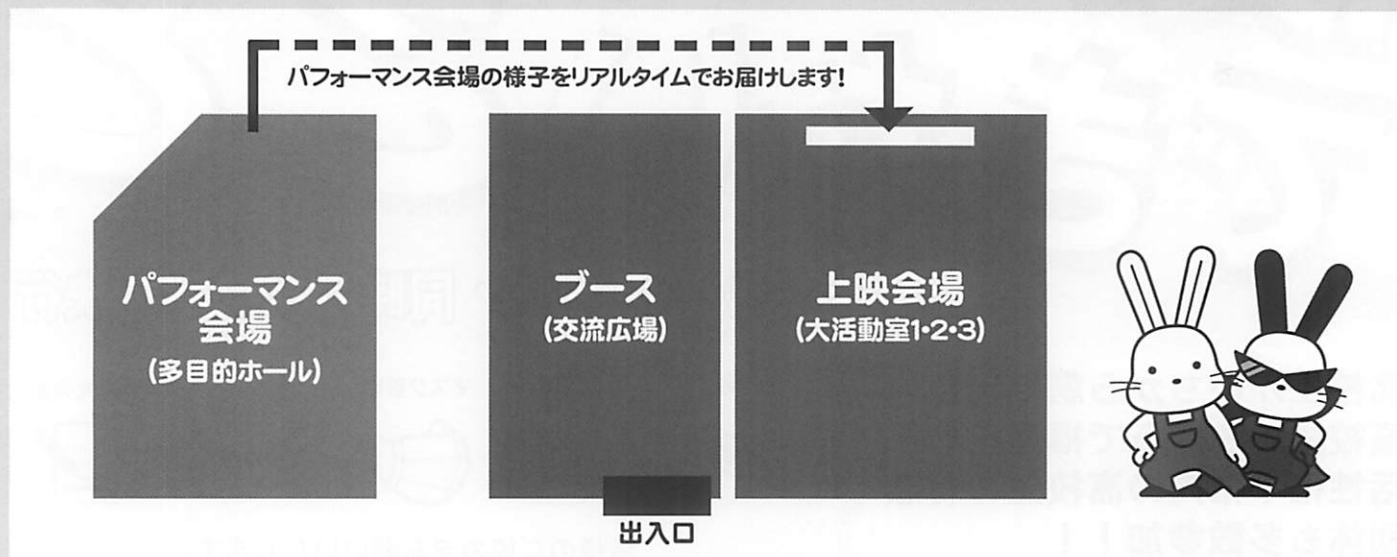 パフォーマンス会場の様子をリアルタイムでお届けします!
パフォーマンス
会場
(多目的ホール)
ブース
(交流広場)
上映会場
(大活動室1・2・3)
出入口